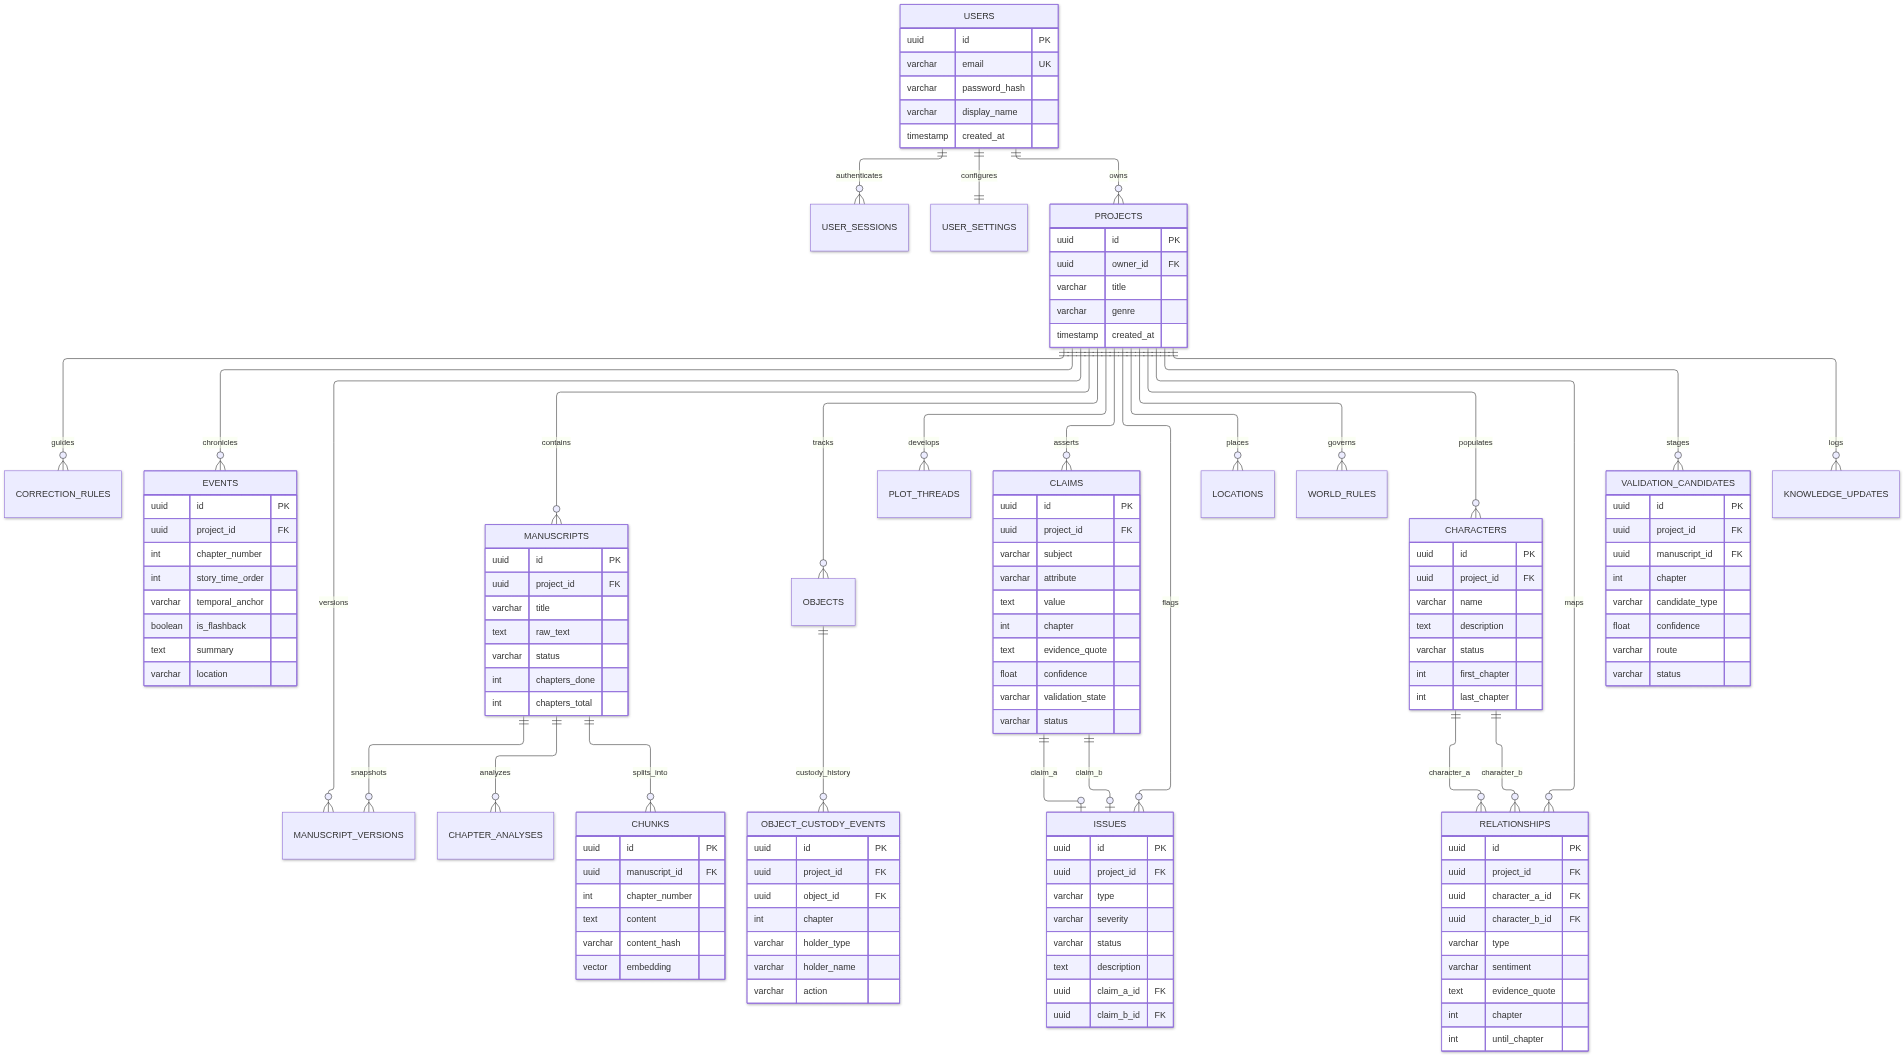 USERS
uuid id PK
varchar email UK
varchar password_hash
varchar display_name
timestamp created_at
authenticates configures owns
USER_SESSIONS USER_SETTINGS
PROJECTS
uuid id PK
uuid owner_id FK
varchar title
varchar genre
timestamp created_at
guides chronicles contains tracks develops asserts places governs populates stages logs
CORRECTION_RULES
EVENTS
uuid id PK
uuid project_id FK
int chapter_number
int story_time_order
varchar temporal_anchor
boolean is_flashback
text summary
varchar location
MANUSCRIPTS
uuid id PK
uuid project_id FK
varchar title
text raw_text
varchar status
int chapters_done
int chapters_total
OBJECTS
PLOT_THREADS
CLAIMS
uuid id PK
uuid project_id FK
varchar subject
varchar attribute
text value
int chapter
text evidence_quote
float confidence
varchar validation_state
varchar status
LOCATIONS
WORLD_RULES
CHARACTERS
uuid id PK
uuid project_id FK
varchar name
text description
varchar status
int first_chapter
int last_chapter
VALIDATION_CANDIDATES
uuid id PK
uuid project_id FK
uuid manuscript_id FK
int chapter
varchar candidate_type
float confidence
varchar route
varchar status
KNOWLEDGE_UPDATES
versions flags maps
snapshots analyzes splits_into custody_history claim_a claim_b character_a character_b
MANUSCRIPT_VERSIONS
CHAPTER_ANALYSES
CHUNKS
uuid id PK
uuid manuscript_id FK
int chapter_number
text content
varchar content_hash
vector embedding
OBJECT_CUSTODY_EVENTS
uuid id PK
uuid project_id FK
uuid object_id FK
int chapter
varchar holder_type
varchar holder_name
varchar action
ISSUES
uuid id PK
uuid project_id FK
varchar type
varchar severity
varchar status
text description
uuid claim_a_id FK
uuid claim_b_id FK
RELATIONSHIPS
uuid id PK
uuid project_id FK
uuid character_a_id FK
uuid character_b_id FK
varchar type
varchar sentiment
text evidence_quote
int chapter
int until_chapter